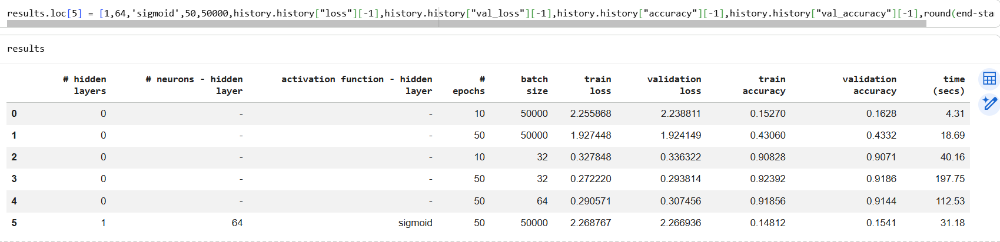 results.loc[5] = [1,64,'sigmoid',50,50000,history.history["loss"][-1],history.history["val_loss"][-1],history.history["accuracy"][-1],history.history["val_accuracy"][-1],round(end-sta
results
# hidden layers # neurons - hidden layer activation function - hidden layer # epochs batch size train loss validation loss train accuracy validation accuracy time (secs)
0 0 - - 10 50000 2.255868 2.238811 0.15270 0.1628 4.31
1 0 - - 50 50000 1.927448 1.924149 0.43060 0.4332 18.69
2 0 - - 10 32 0.327848 0.336322 0.90828 0.9071 40.16
3 0 - - 50 32 0.272220 0.293814 0.92392 0.9186 197.75
4 0 - - 50 64 0.290571 0.307456 0.91856 0.9144 112.53
5 1 64 sigmoid 50 50000 2.268767 2.266936 0.14812 0.1541 31.18